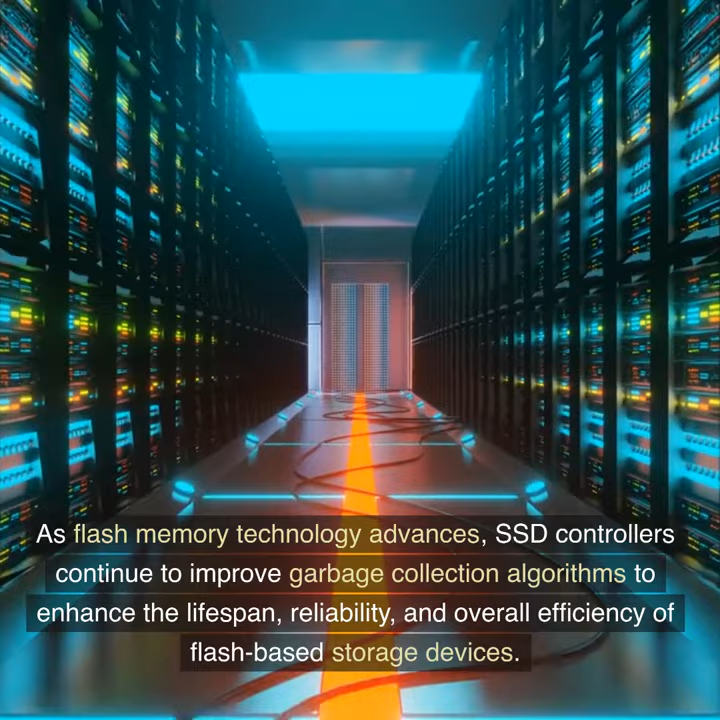 As flash memory technology advances, SSD controllers
continue to improve garbage collection algorithms to
enhance the lifespan, reliability, and overall efficiency of
flash-based storage devices.